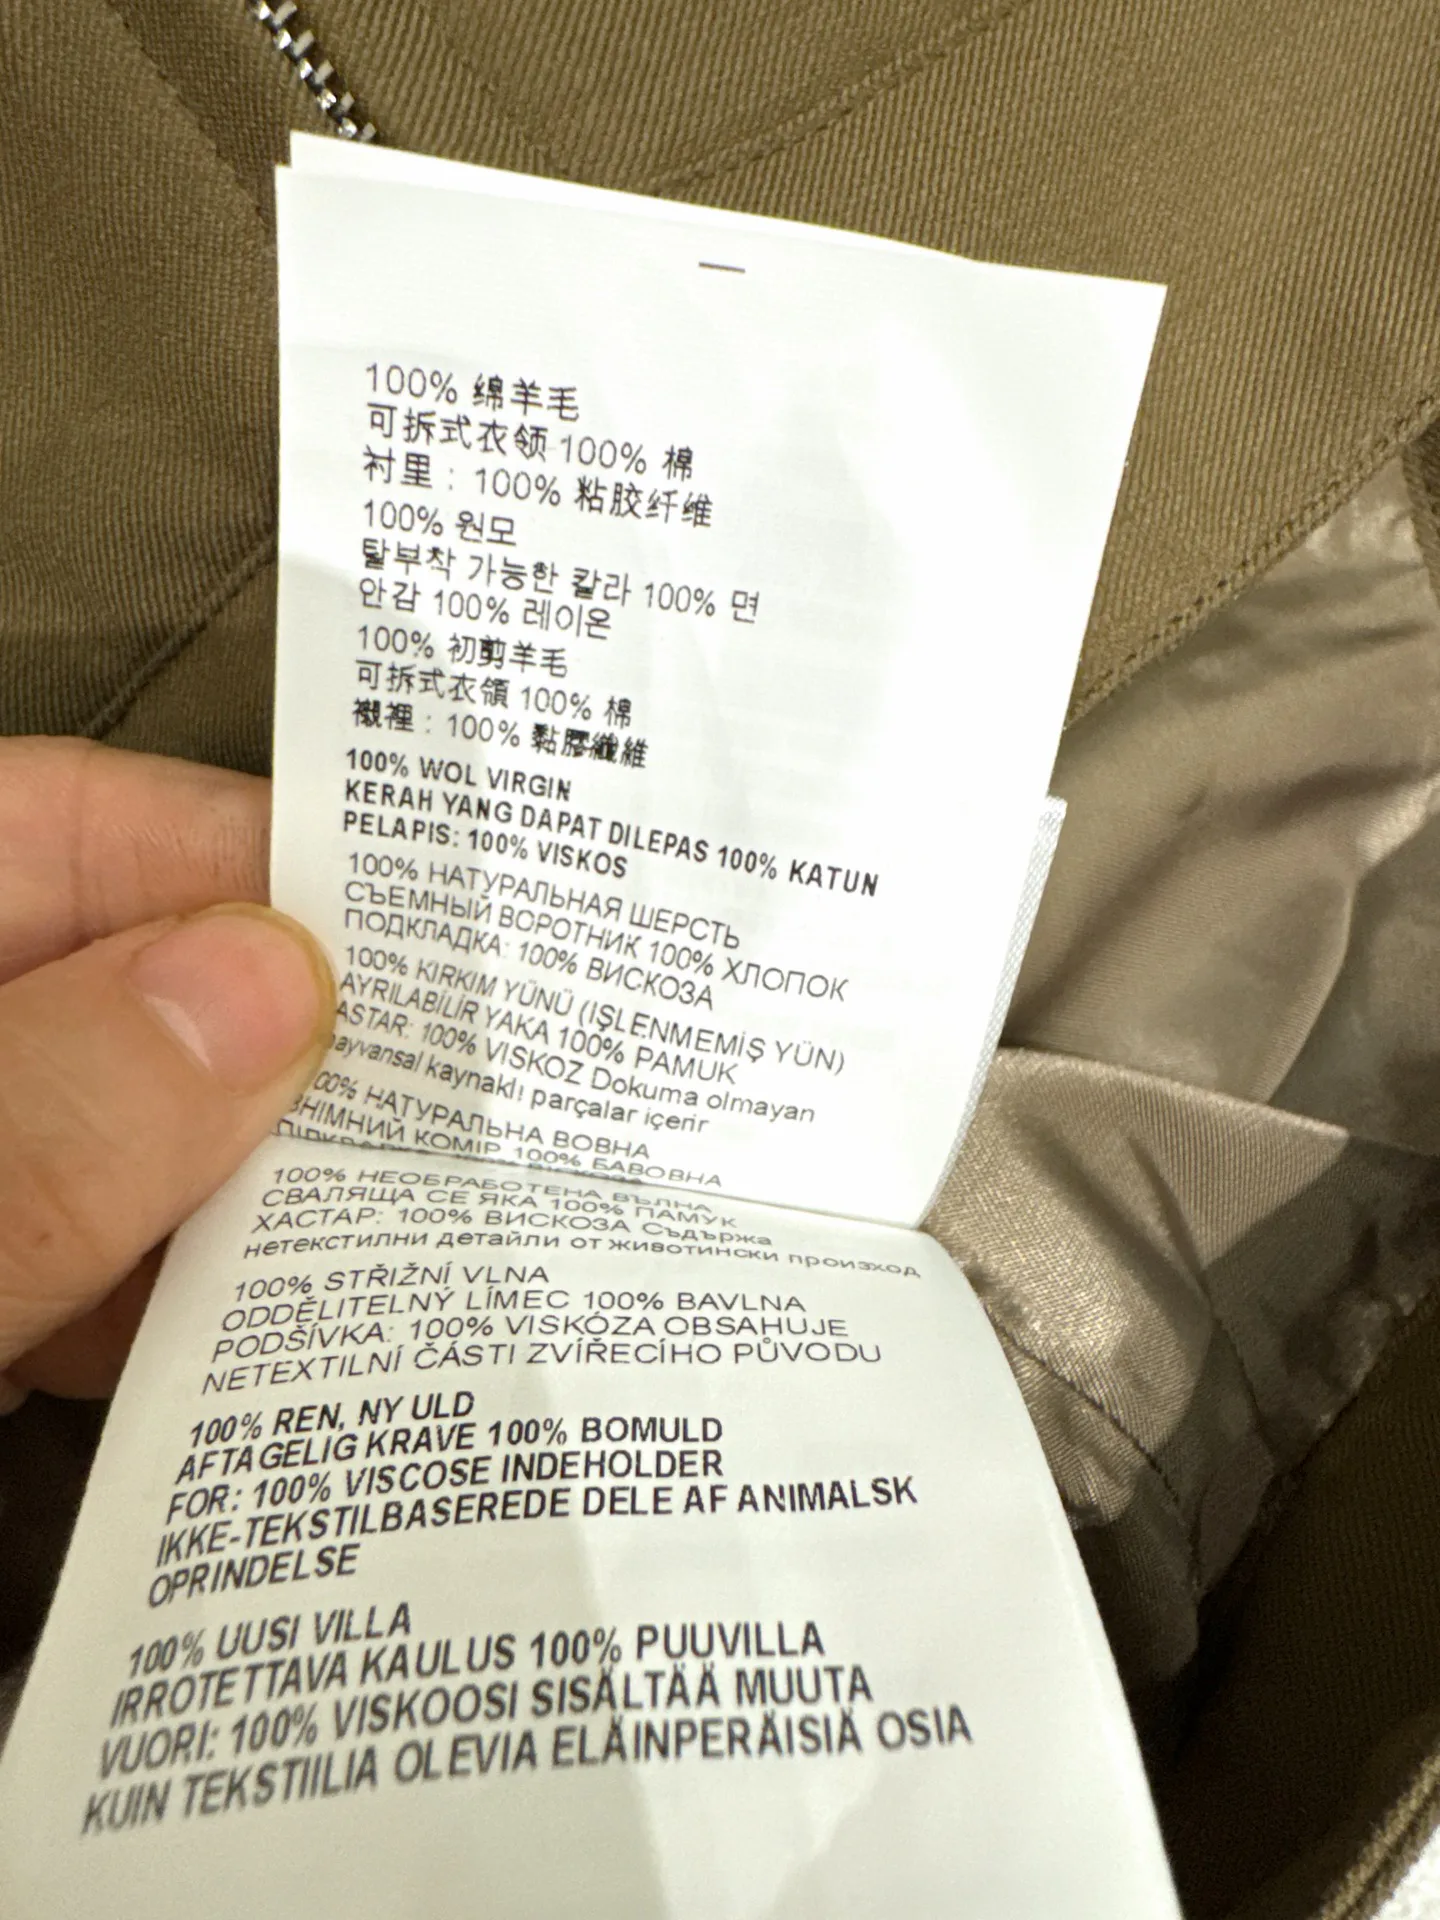 100% 绵羊毛
可拆式衣领 100% 棉
衬里 : 100% 粘胶纤维
100% 원모
탈부착 가능한 칼라 100% 면
안감 100% 레이온
100% 初剪羊毛
可拆式衣領 100% 棉
襯裡 : 100% 黏膠纖維
100% WOL VIRGIN
KERAH YANG DAPAT DILEPAS 100% KATUN
PELAPIS: 100% VISKOS
100% НАТУРАЛЬНАЯ ШЕРСТЬ
СЪЕМНЫЙ ВОРОТНИК 100% ХЛОПОК
ПОДКЛАДКА: 100% ВИСКОЗА
100% KIRKIM YÜNÜ (IŞLENMEMİŞ YÜN)
AYRILABİLİR YAKA 100% PAMUK
ASTAR: 100% VISKOZ Dokuma olmayan
hayvansal kaynaklı parçalar içerir
100% НАТУРАЛЬНА ВОВНА
ЗНІМНИЙ КОМІР 100% БАВОВНА
100% НЕОБРАБОТЕНА ВЪЛНА
СВАЛЯЩА СЕ ЯКА 100% ПАМУК
ХАСТАР: 100% ВИСКОЗА Съдържа
нетекстилни детайли от животински произход
100% STŘIŽNÍ VLNA
ODDĚLITELNÝ LÍMEC 100% BAVLNA
PODŠÍVKA: 100% VISKÓZA OBSAHUJE
NETEXTILNÍ ČÁSTI ZVÍŘECÍHO PŮVODU
100% REN, NY ULD
AFTAGELIG KRAVE 100% BOMULD
FOR: 100% VISCOSE INDEHOLDER
IKKE-TEKSTILBASEREDE DELE AF ANIMALSK
OPRINDELSE
100% UUSI VILLA
IRROTETTAVA KAULUS 100% PUUVILLA
VUORI: 100% VISKOOSI SISÄLTÄÄ MUUTA
KUIN TEKSTIILIA OLEVIA ELÄINPERÄISIÄ OSIA